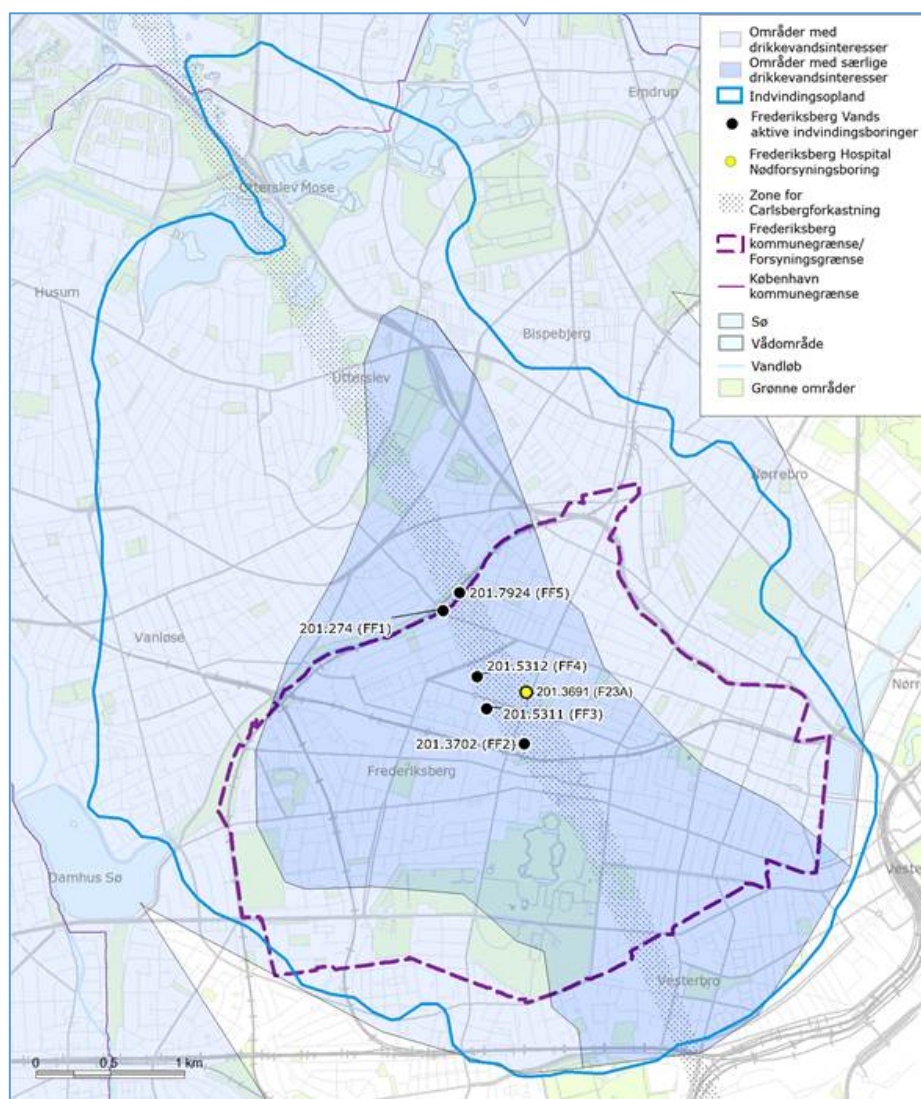 Områder med
drikkevandsinteresser
Områder med særlige
drikkevandsinteresser
Indvindingsopland
Frederiksberg Vands
aktive indvindingsboringer
Frederiksberg Hospital
Nødforsyningsboring
Zone for
Carlsbergforkastning
Frederiksberg
kommunegrænse/
Forsyningsgrænse
København
kommunegrænse
Sø
Vådområde
Vandløb
Grønne områder
Emdrup
Utterslev Mose
Husum
Bispebjerg
Utterslev
Nørrebro
201.7924 (FF5)
201.274 (FF1)
Vanløse
201.5312 (FF4)
Nørr
201.3691 (F23A)
201.5311 (FF3)
201.3702 (FF2)
Frederiksberg
Damhus Sø
Vester
Vesterbro
0 0,5 1 km